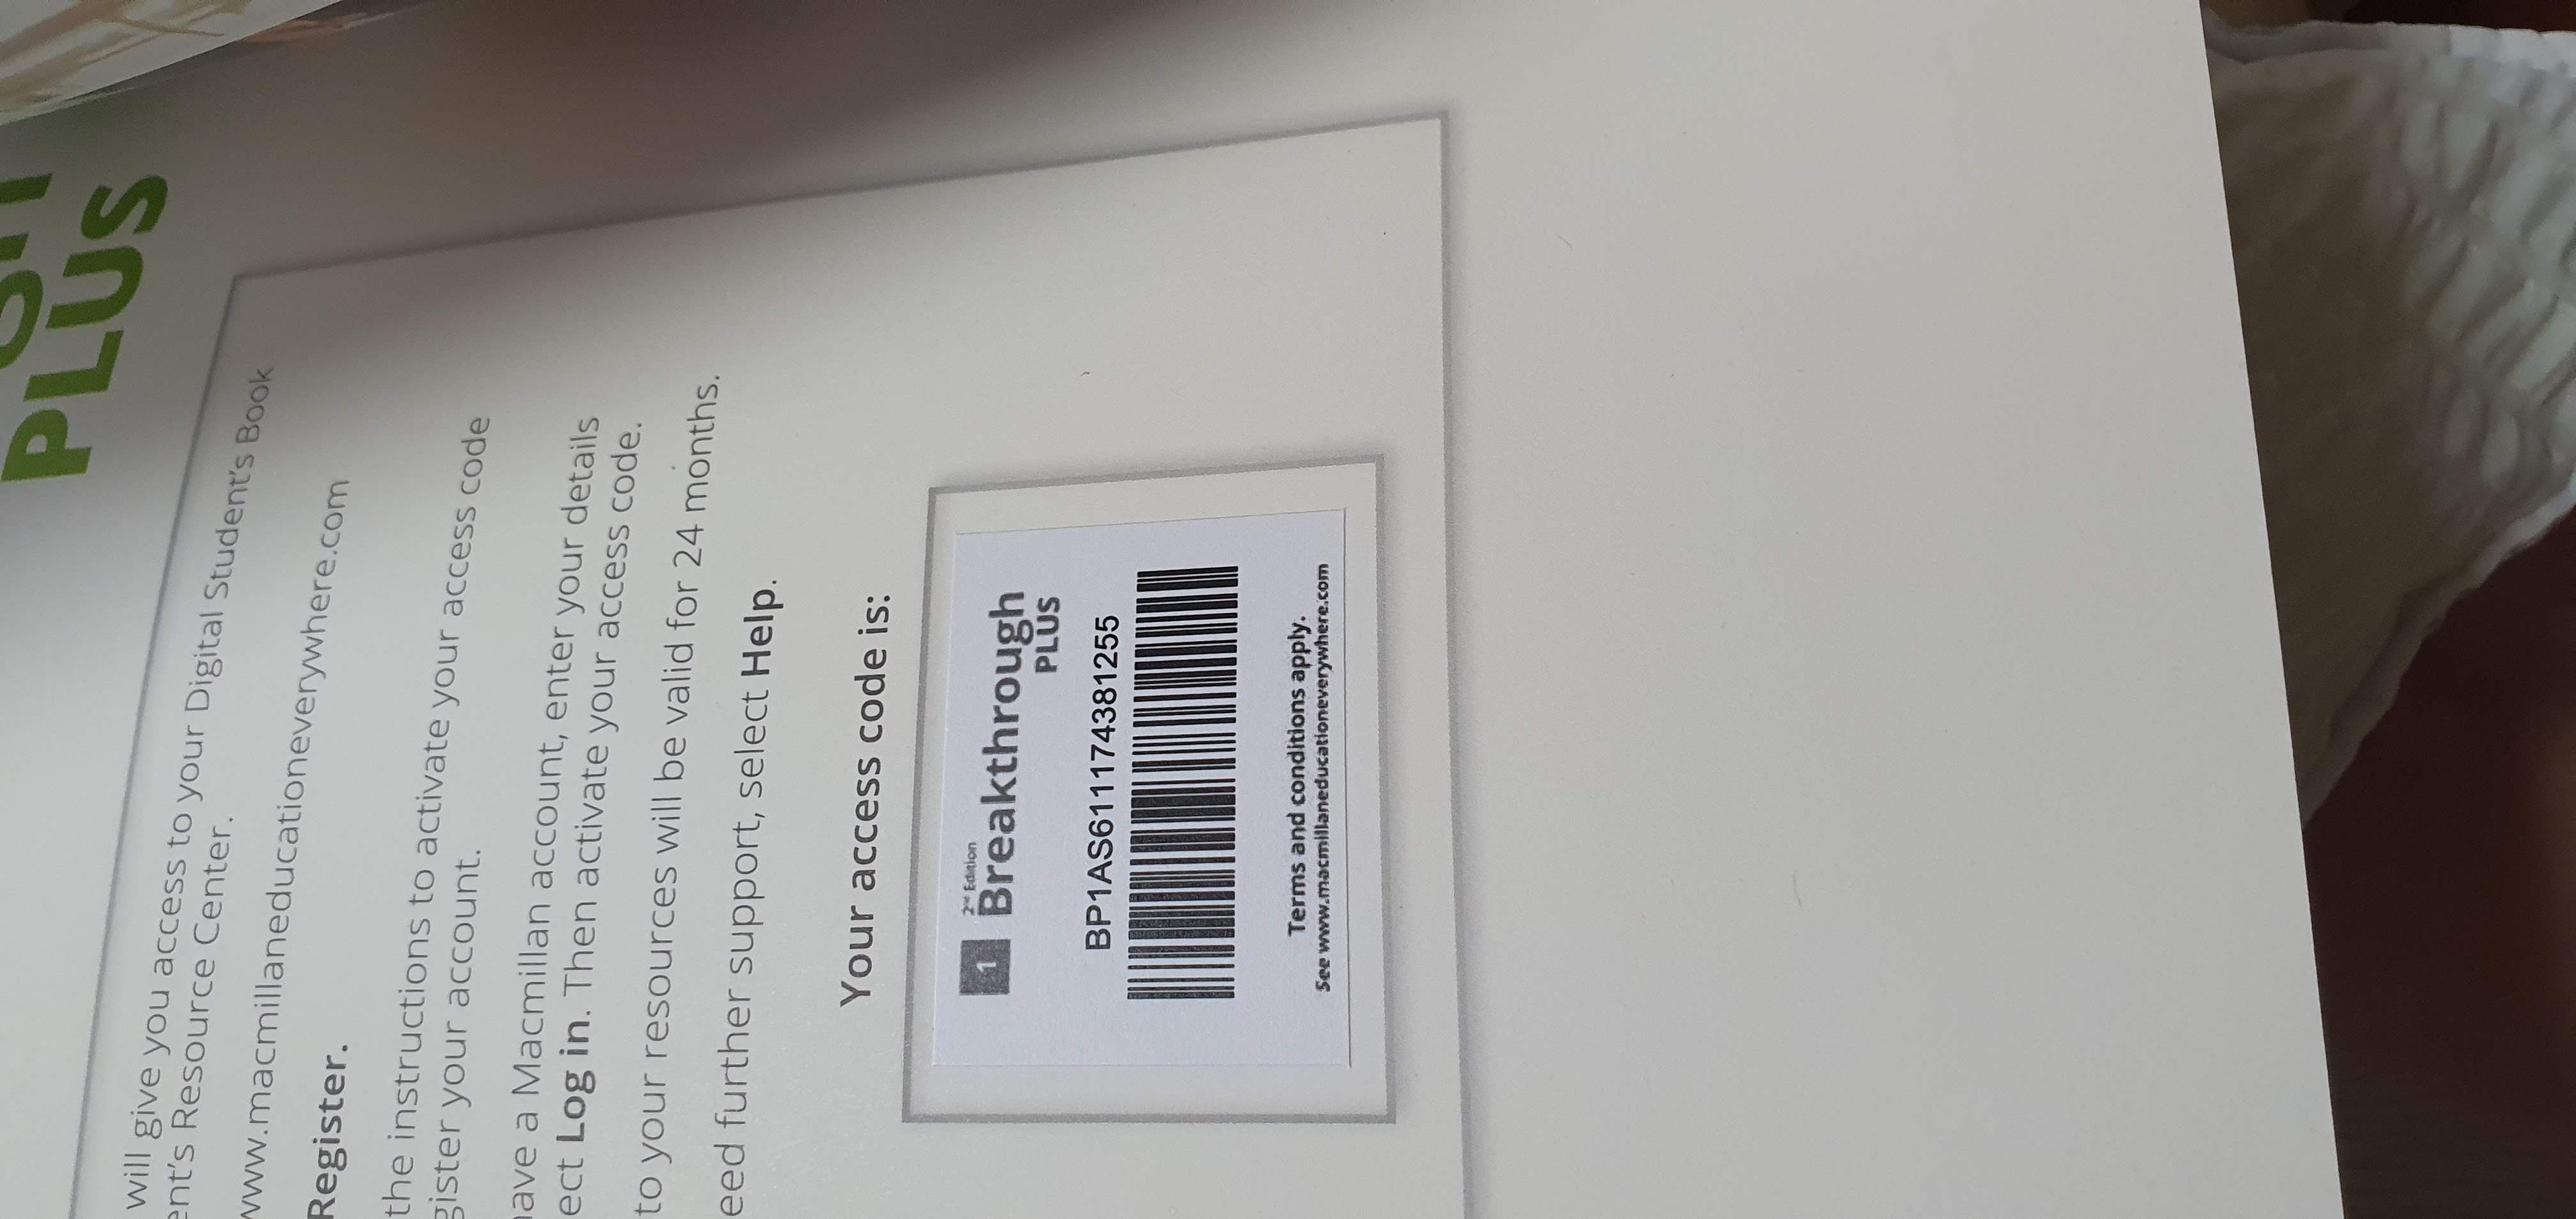 PLUS
will give you access to your Digital Student's Book
ent's Resource Center.
www.macmillaneducationeverywhere.com
Register.
the instructions to activate your access code
gister your account.
have a Macmillan account, enter your details
ect Log in. Then activate your access code.
to your resources will be valid for 24 months.
eed further support, select Help.
Your access code is:
1
2nd Edition
Breakthrough
PLUS
BP1AS611174381255
Terms and conditions apply.
See www.macmillaneducationeverywhere.com